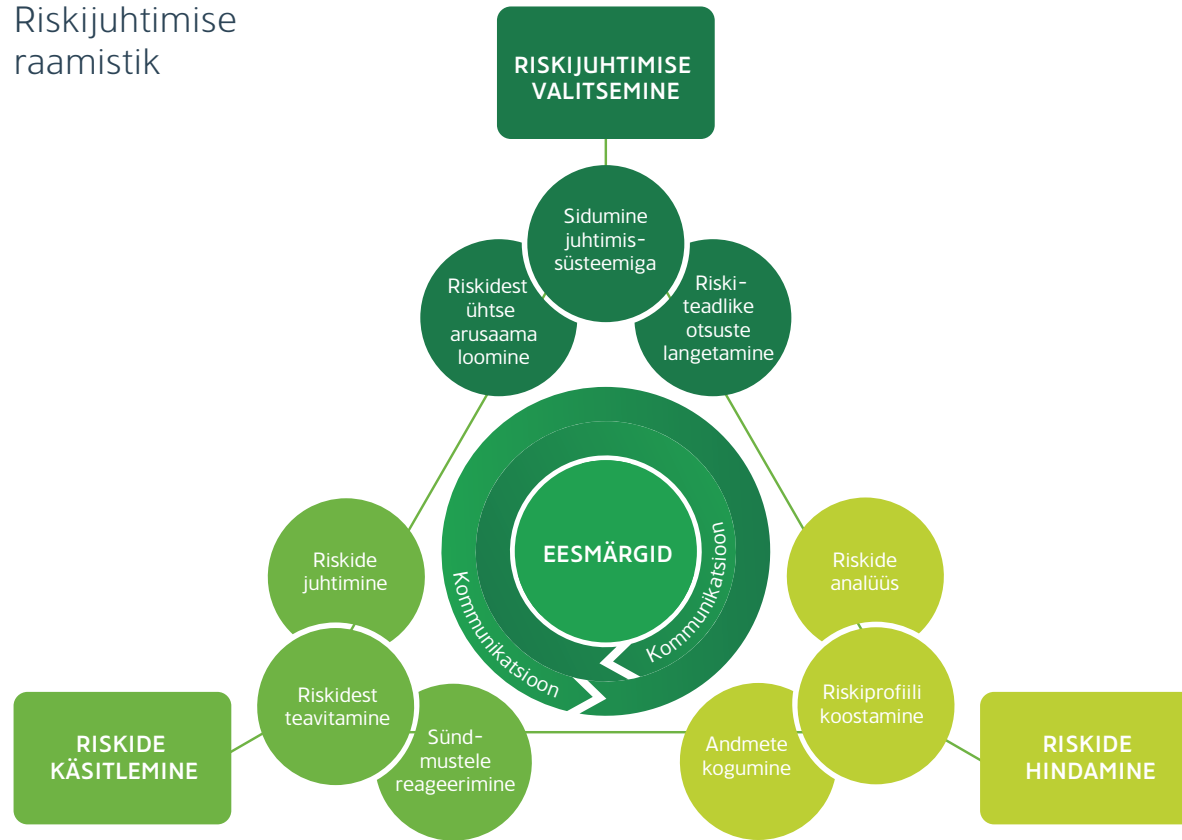 Riskijuhtimise
raamistik
RISKIJUHTIMISE
VALITSEMINE
Sidumine
juhtimis-
süsteemiga
Riskidest
ühtse
arusaama
loomine
Riski-
teadlike
otsuste
langetamine
EESMÄRGID
Kommunikatsioon
Kommunikatsioon
Riskide
juhtimine
Riskidest
teavitamine
Sünd-
mustele
reageerimine
RISKIDE
KÄSITLEMINE
Riskide
analüüs
Riskiprofiili
koostamine
Andmete
kogumine
RISKIDE
HINDAMINE